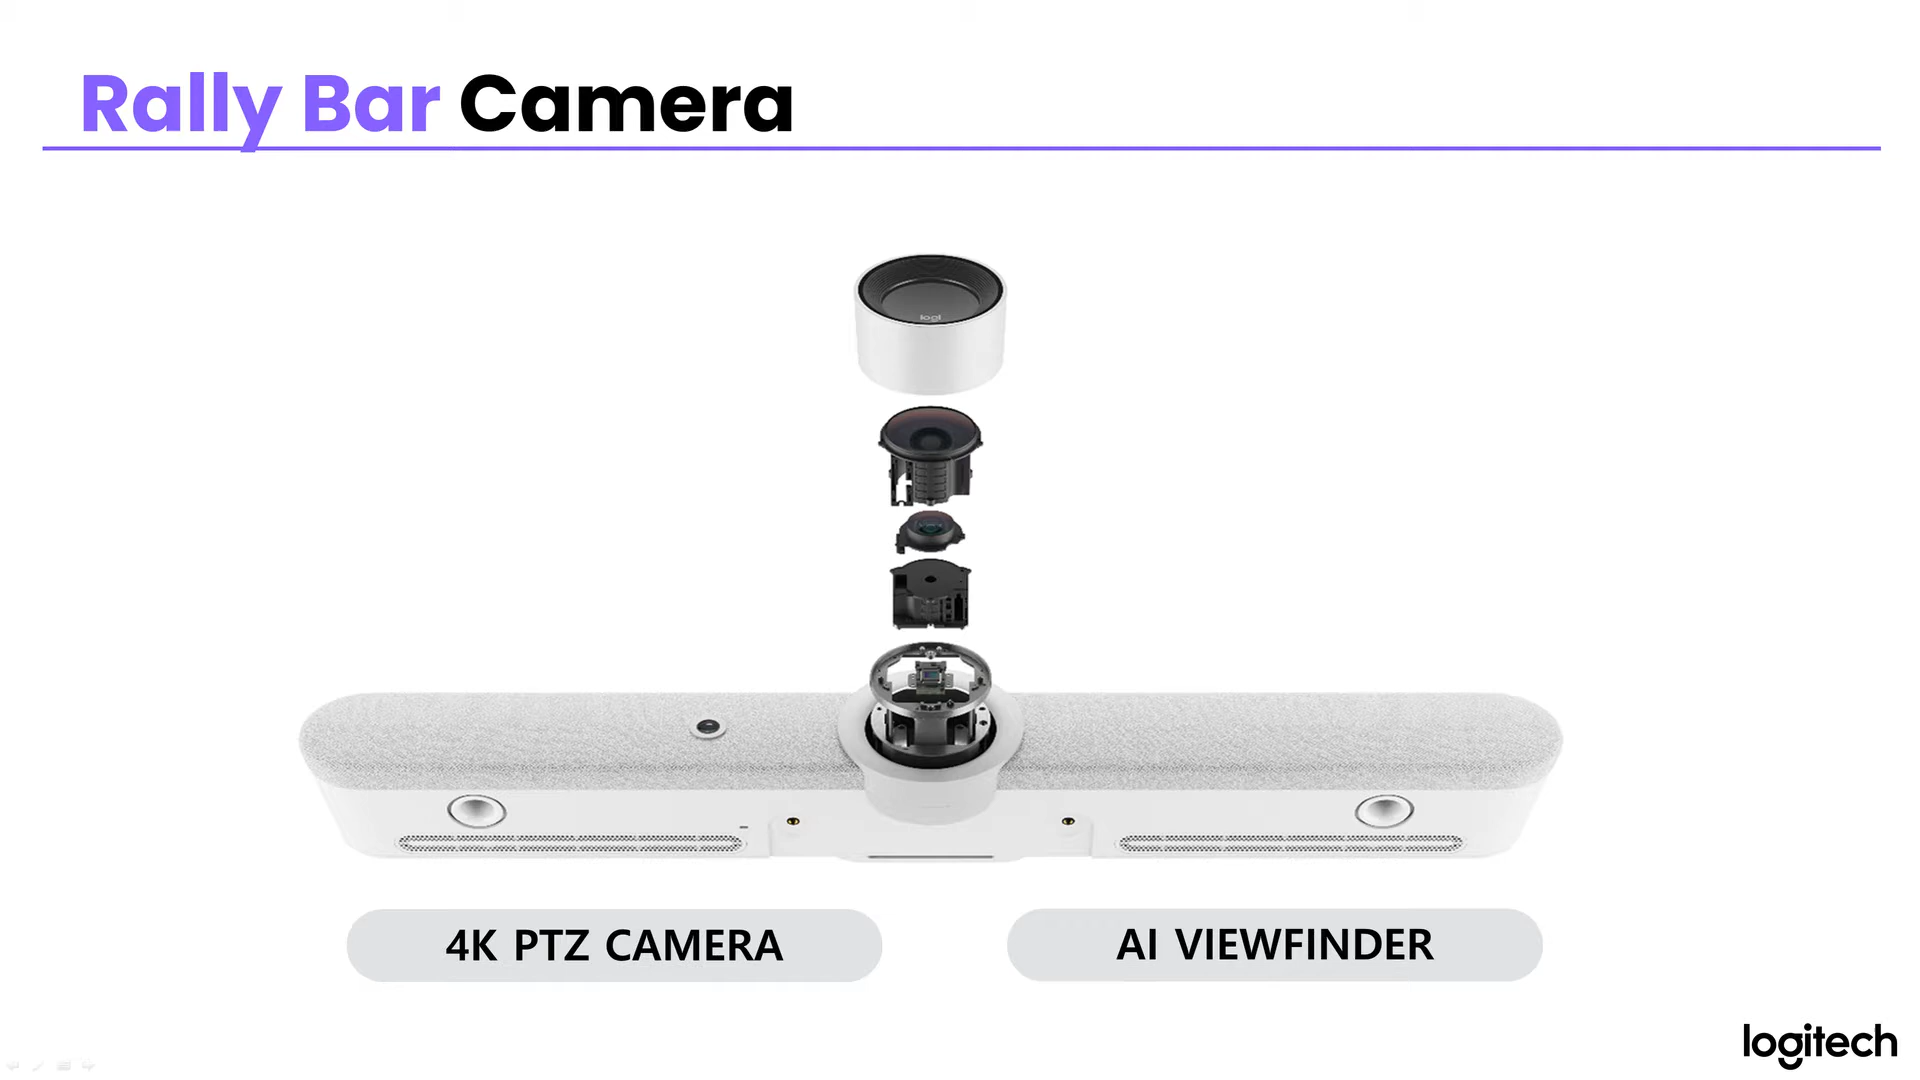 Rally Bar Camera
logi
4K PTZ CAMERA
AI VIEWFINDER
logitech